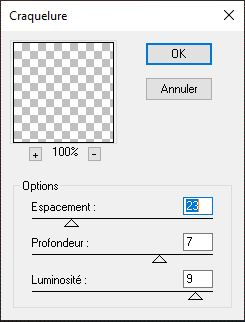 Craquelure
OK
Annuler
+ 100% -
Options
Espacement : 23
Profondeur : 7
Luminosité : 9